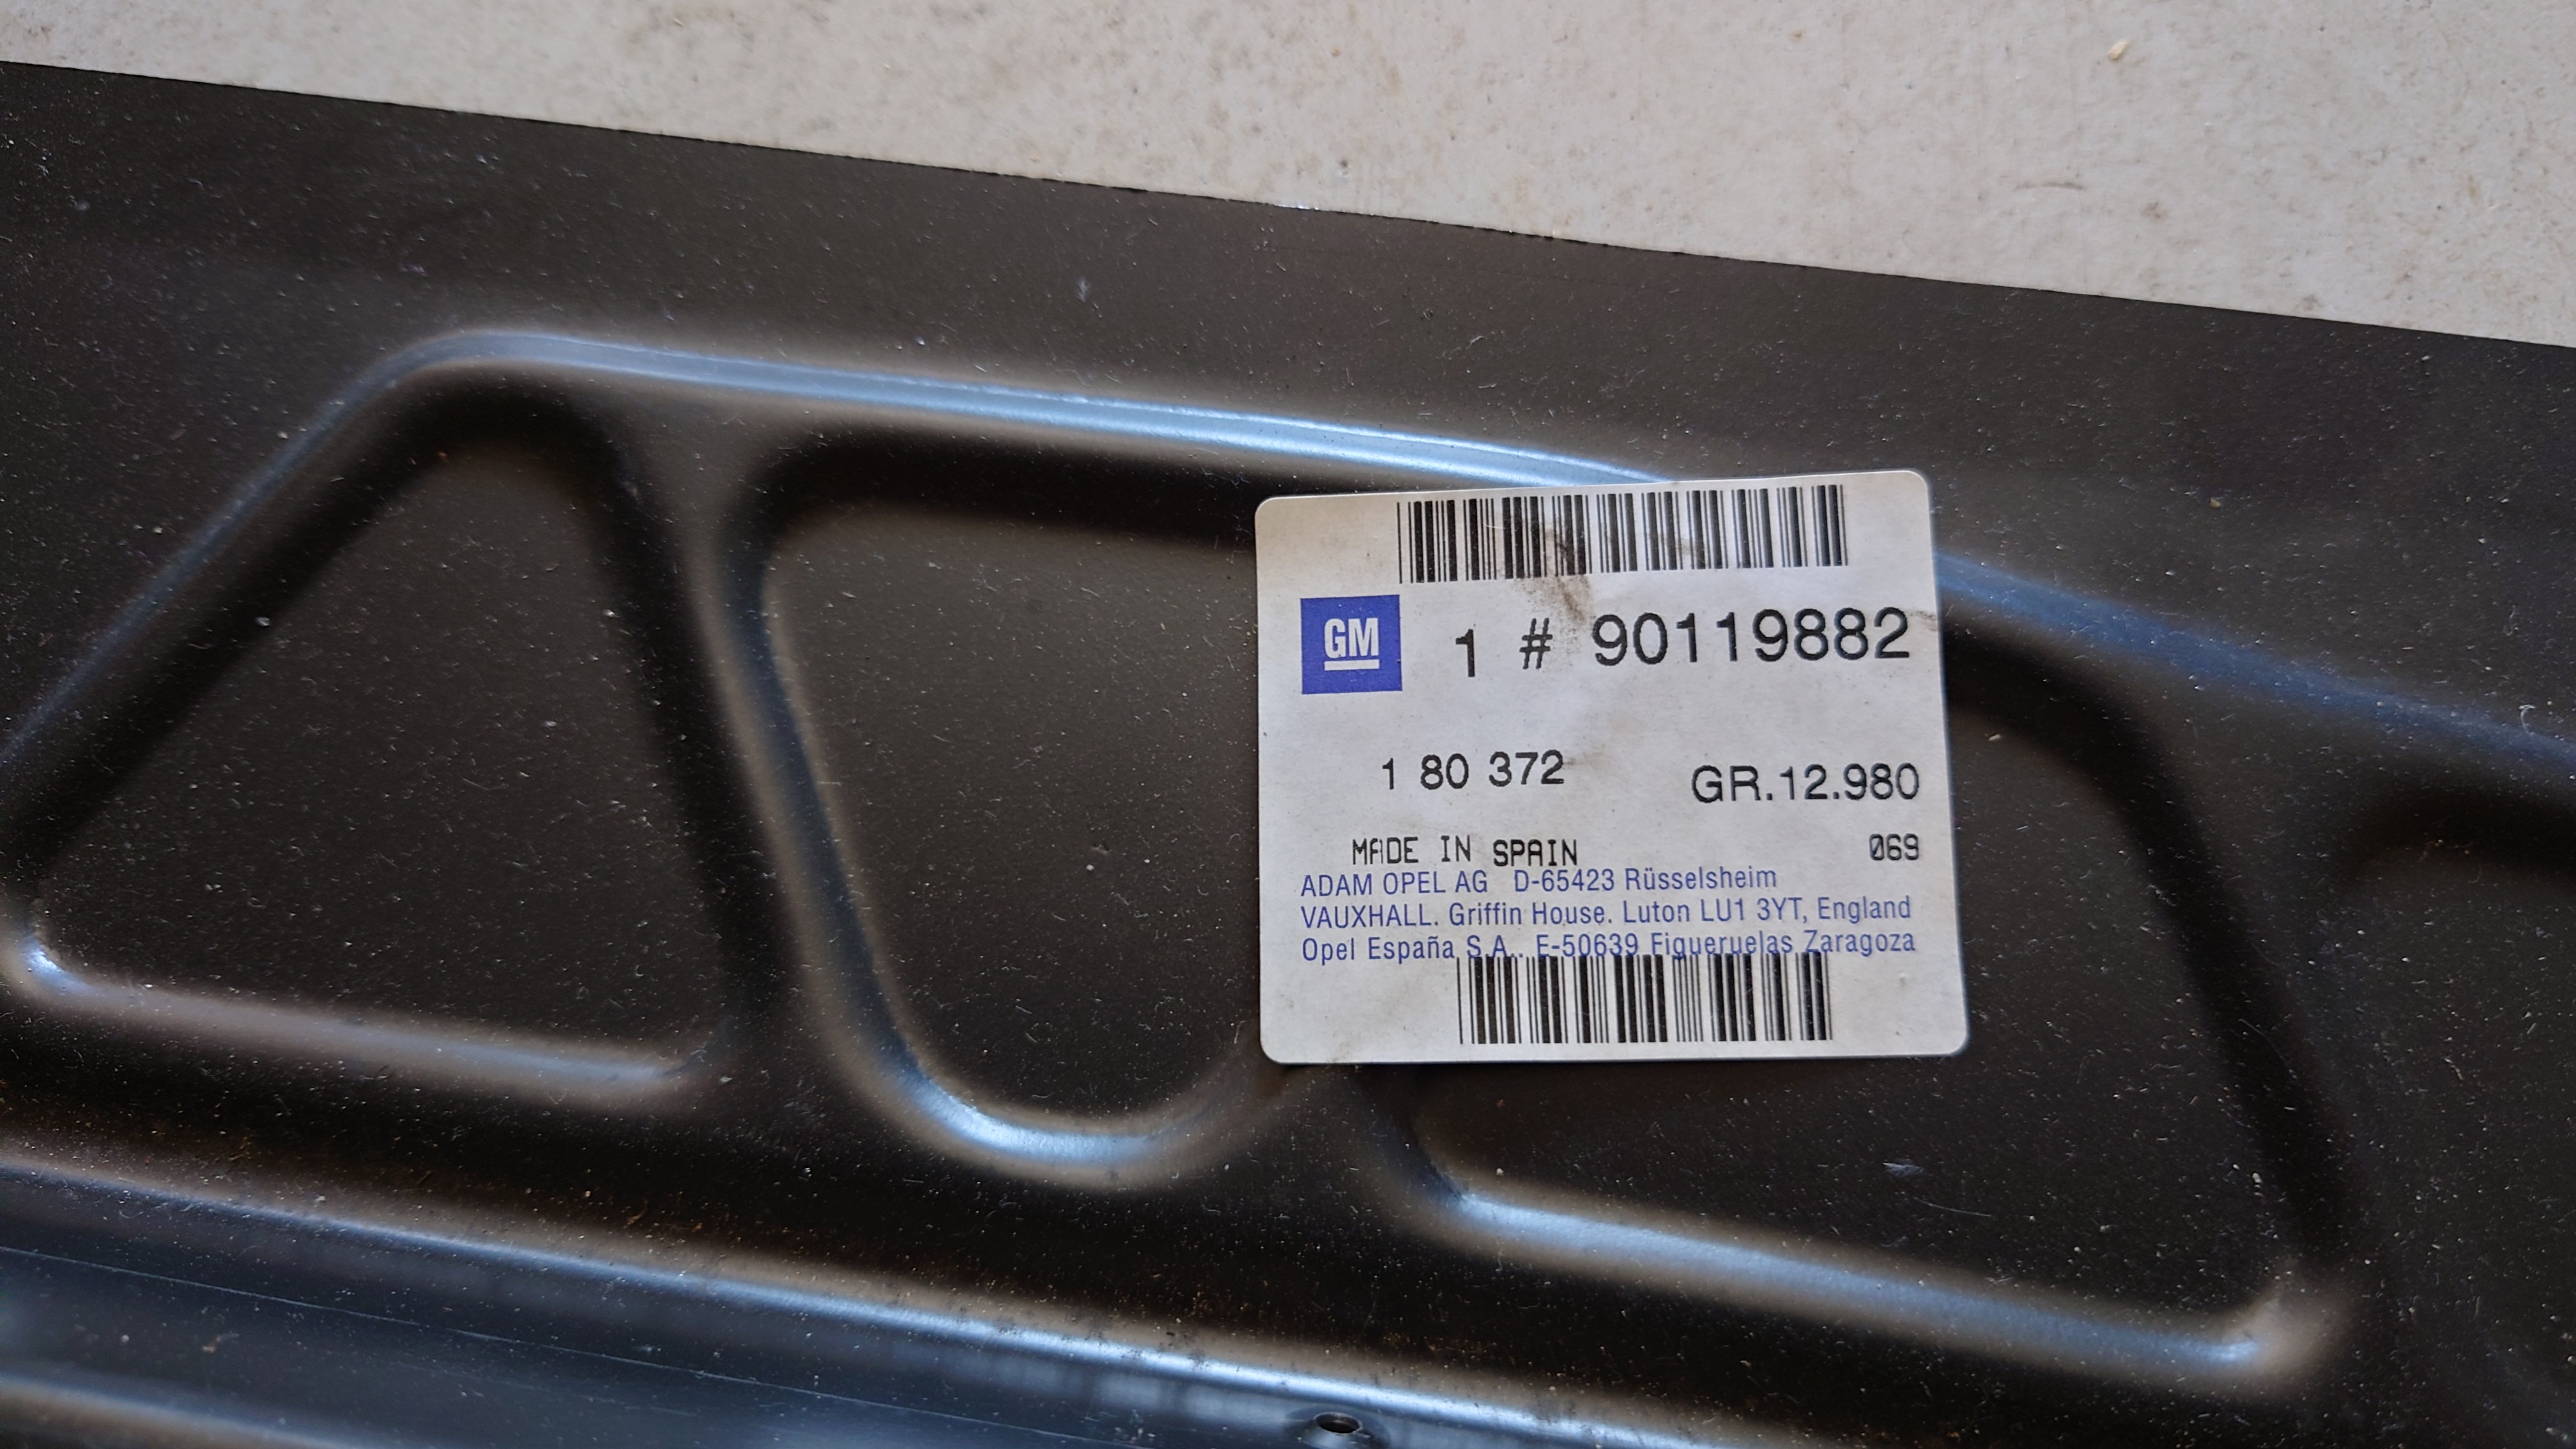 GM 1 # 90119882
1 80 372 GR.12.980
MADE IN SPAIN 069
ADAM OPEL AG D-65423 Rüsselsheim
VAUXHALL. Griffin House. Luton LU1 3YT, England
Opel España S.A.. E-50639 Figueruelas Zaragoza